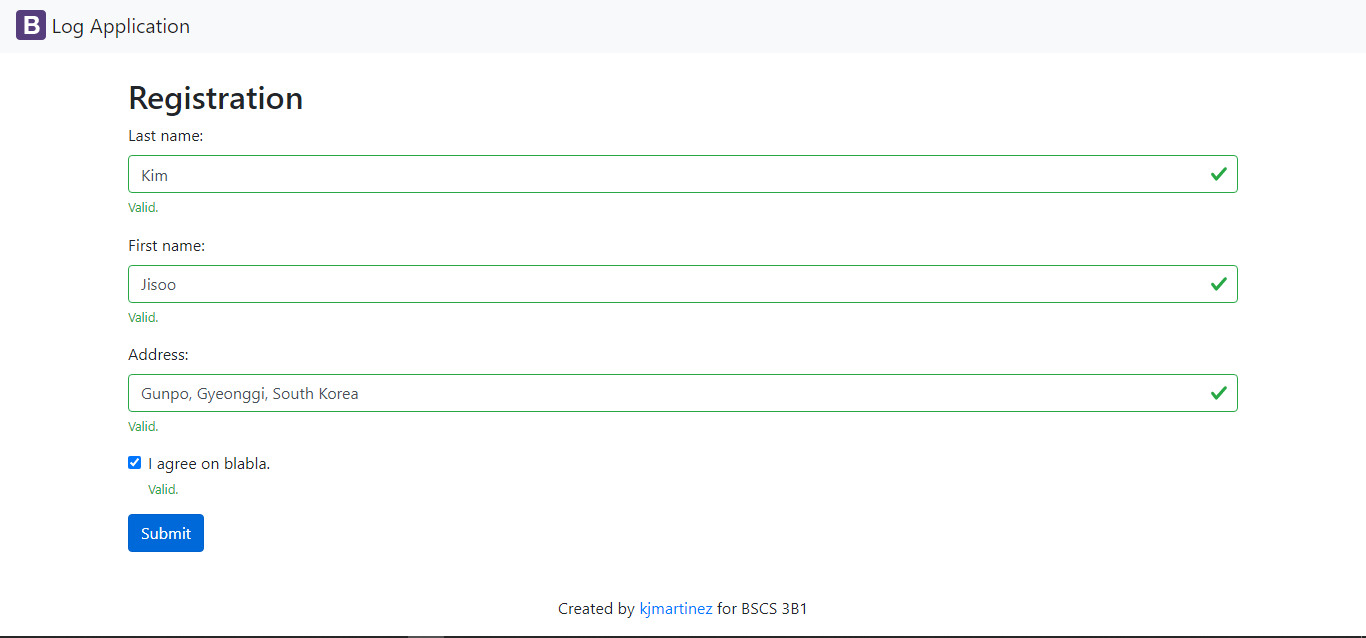 B Log Application
Registration
Last name:
Kim
Valid.
First name:
Jisoo
Valid.
Address:
Gunpo, Gyeonggi, South Korea
Valid.
I agree on blabla.
Valid.
Submit
Created by kjmartinez for BSCS 3B1